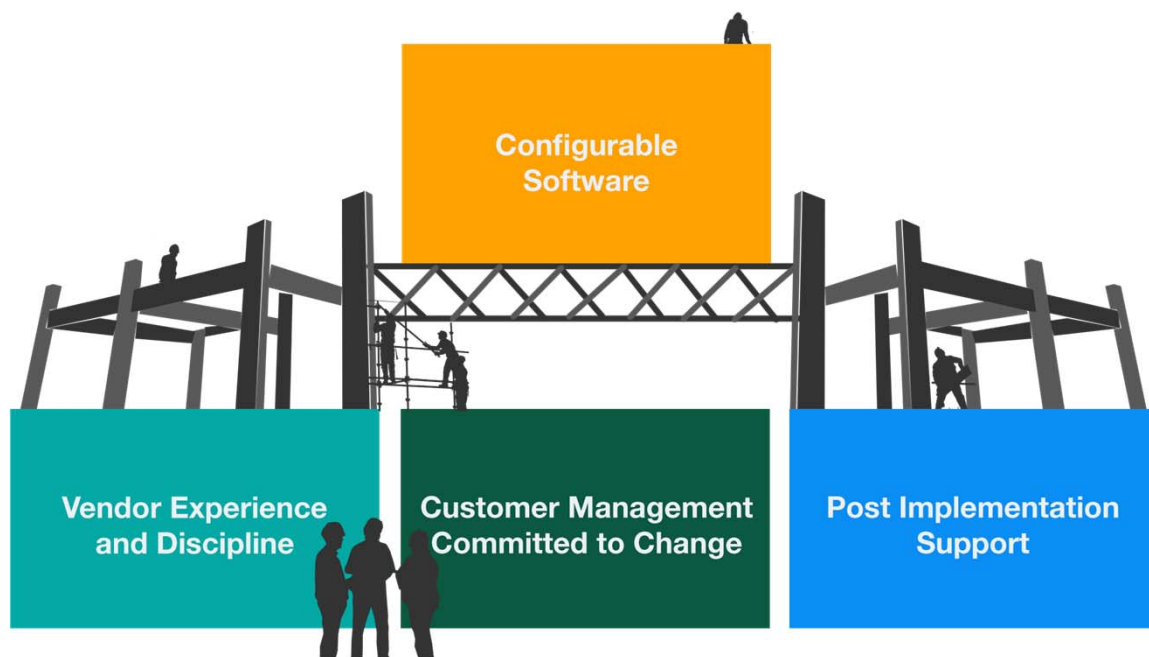 Configurable
Software
Vendor Experience
and Discipline
Customer Management
Committed to Change
Post Implementation
Support